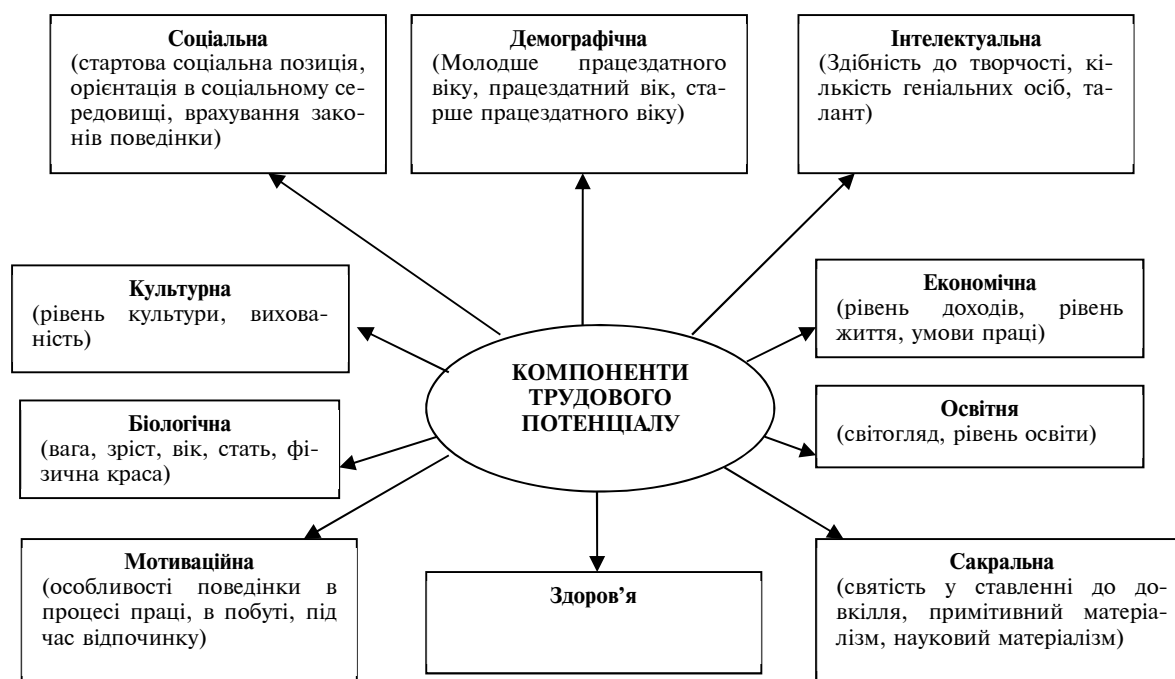 Соціальна
(стартова соціальна позиція,
орієнтація в соціальному се-
редовищі, врахування зако-
нів поведінки)
Демографічна
(Молодше працездатного
віку, працездатний вік, ста-
рше працездатного віку)
Інтелектуальна
(Здібність до творчості, кі-
лькість геніальних осіб, та-
лант)
Культурна
(рівень культури, вихова-
ність)
Економічна
(рівень доходів, рівень
життя, умови праці)
КОМПОНЕНТИ
ТРУДОВОГО
ПОТЕНЦІАЛУ
Біологічна
(вага, зріст, вік, стать, фі-
зична краса)
Освітня
(світогляд, рівень освіти)
Мотиваційна
(особливості поведінки в
процесі праці, в побуті, під
час відпочинку)
Здоров’я
Сакральна
(святість у ставленні до до-
вкілля, примітивний матеріа-
лізм, науковий матеріалізм)